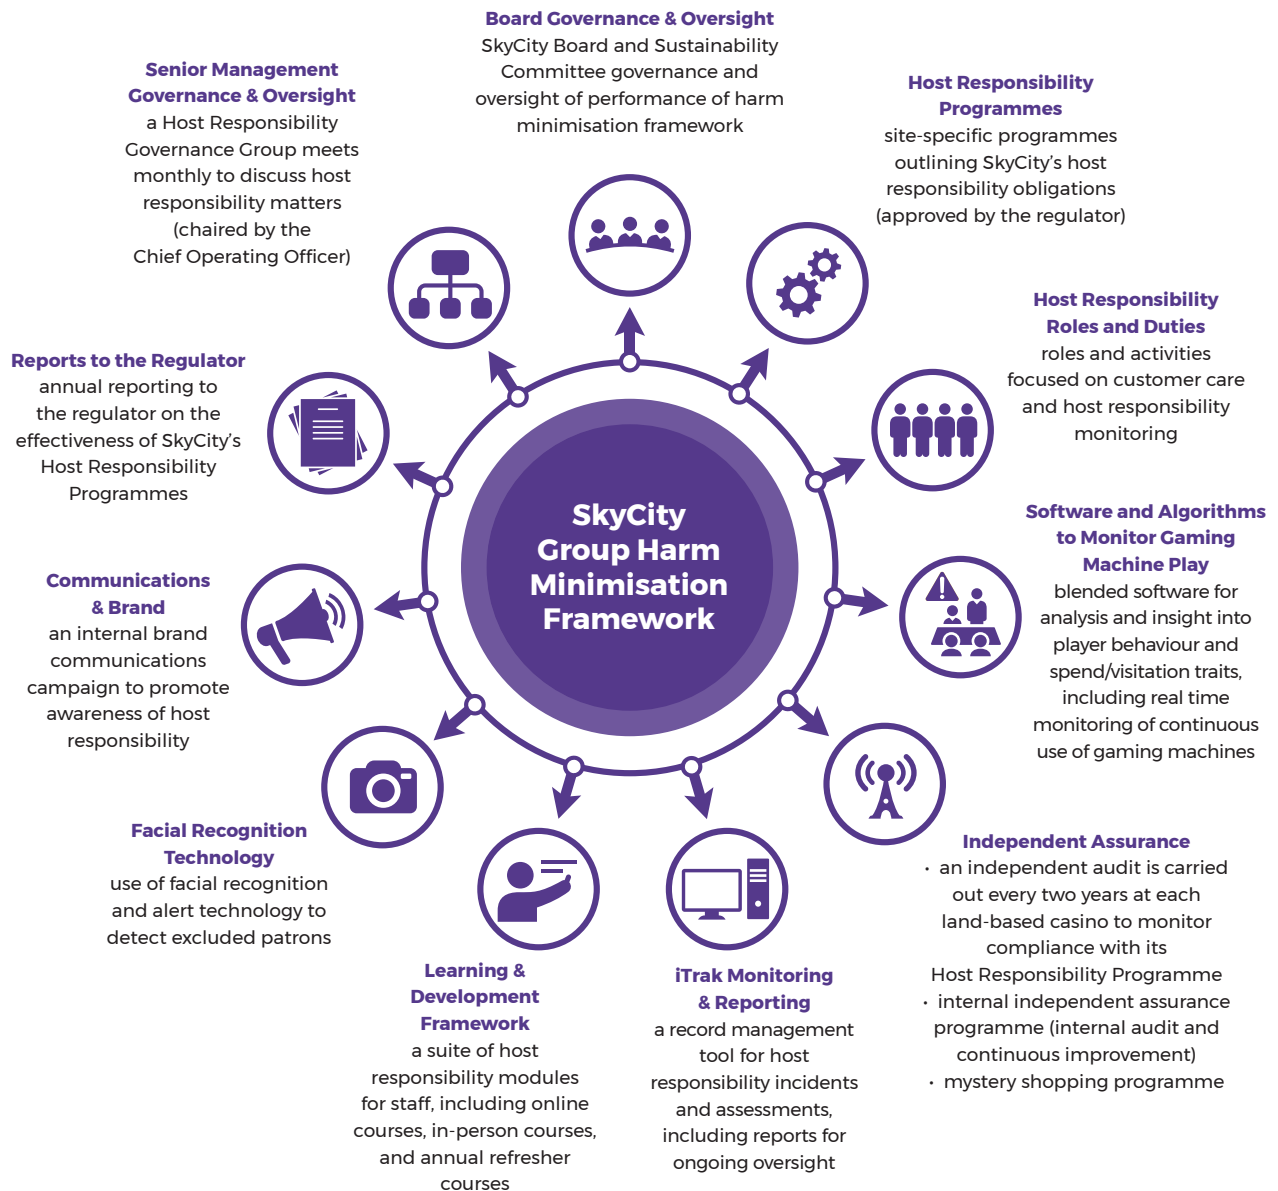 Board Governance & Oversight
SkyCity Board and Sustainability
Committee governance and
oversight of performance of harm
minimisation framework
Host Responsibility
Programmes
site-specific programmes
outlining SkyCity's host
responsibility obligations
(approved by the regulator)
Host Responsibility
Roles and Duties
roles and activities
focused on customer care
and host responsibility
monitoring
Software and Algorithms
to Monitor Gaming
Machine Play
blended software for
analysis and insight into
player behaviour and
spend/visitation traits,
including real time
monitoring of continuous
use of gaming machines
Independent Assurance
• an independent audit is carried
out every two years at each
land-based casino to monitor
compliance with its
Host Responsibility Programme
• internal independent assurance
programme (internal audit and
continuous improvement)
• mystery shopping programme
iTrak Monitoring
& Reporting
a record management
tool for host
responsibility incidents
and assessments,
including reports for
ongoing oversight
Learning &
Development
Framework
a suite of host
responsibility modules
for staff, including online
courses, in-person courses,
and annual refresher
courses
Facial Recognition
Technology
use of facial recognition
and alert technology to
detect excluded patrons
Communications
& Brand
an internal brand
communications
campaign to promote
awareness of host
responsibility
Reports to the Regulator
annual reporting to
the regulator on the
effectiveness of SkyCity's
Host Responsibility
Programmes
Senior Management
Governance & Oversight
a Host Responsibility
Governance Group meets
monthly to discuss host
responsibility matters
(chaired by the
Chief Operating Officer)
SkyCity
Group Harm
Minimisation
Framework